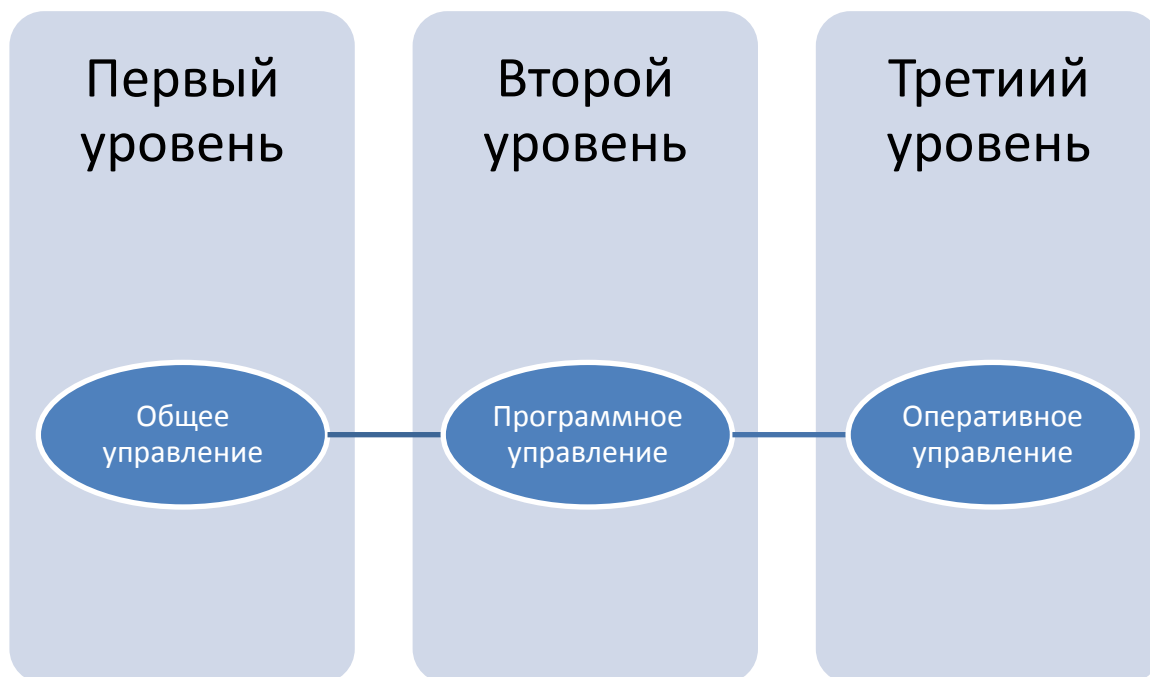 Первый
уровень
Второй
уровень
Третиий
уровень
Общее
управление
Программное
управление
Оперативное
управление